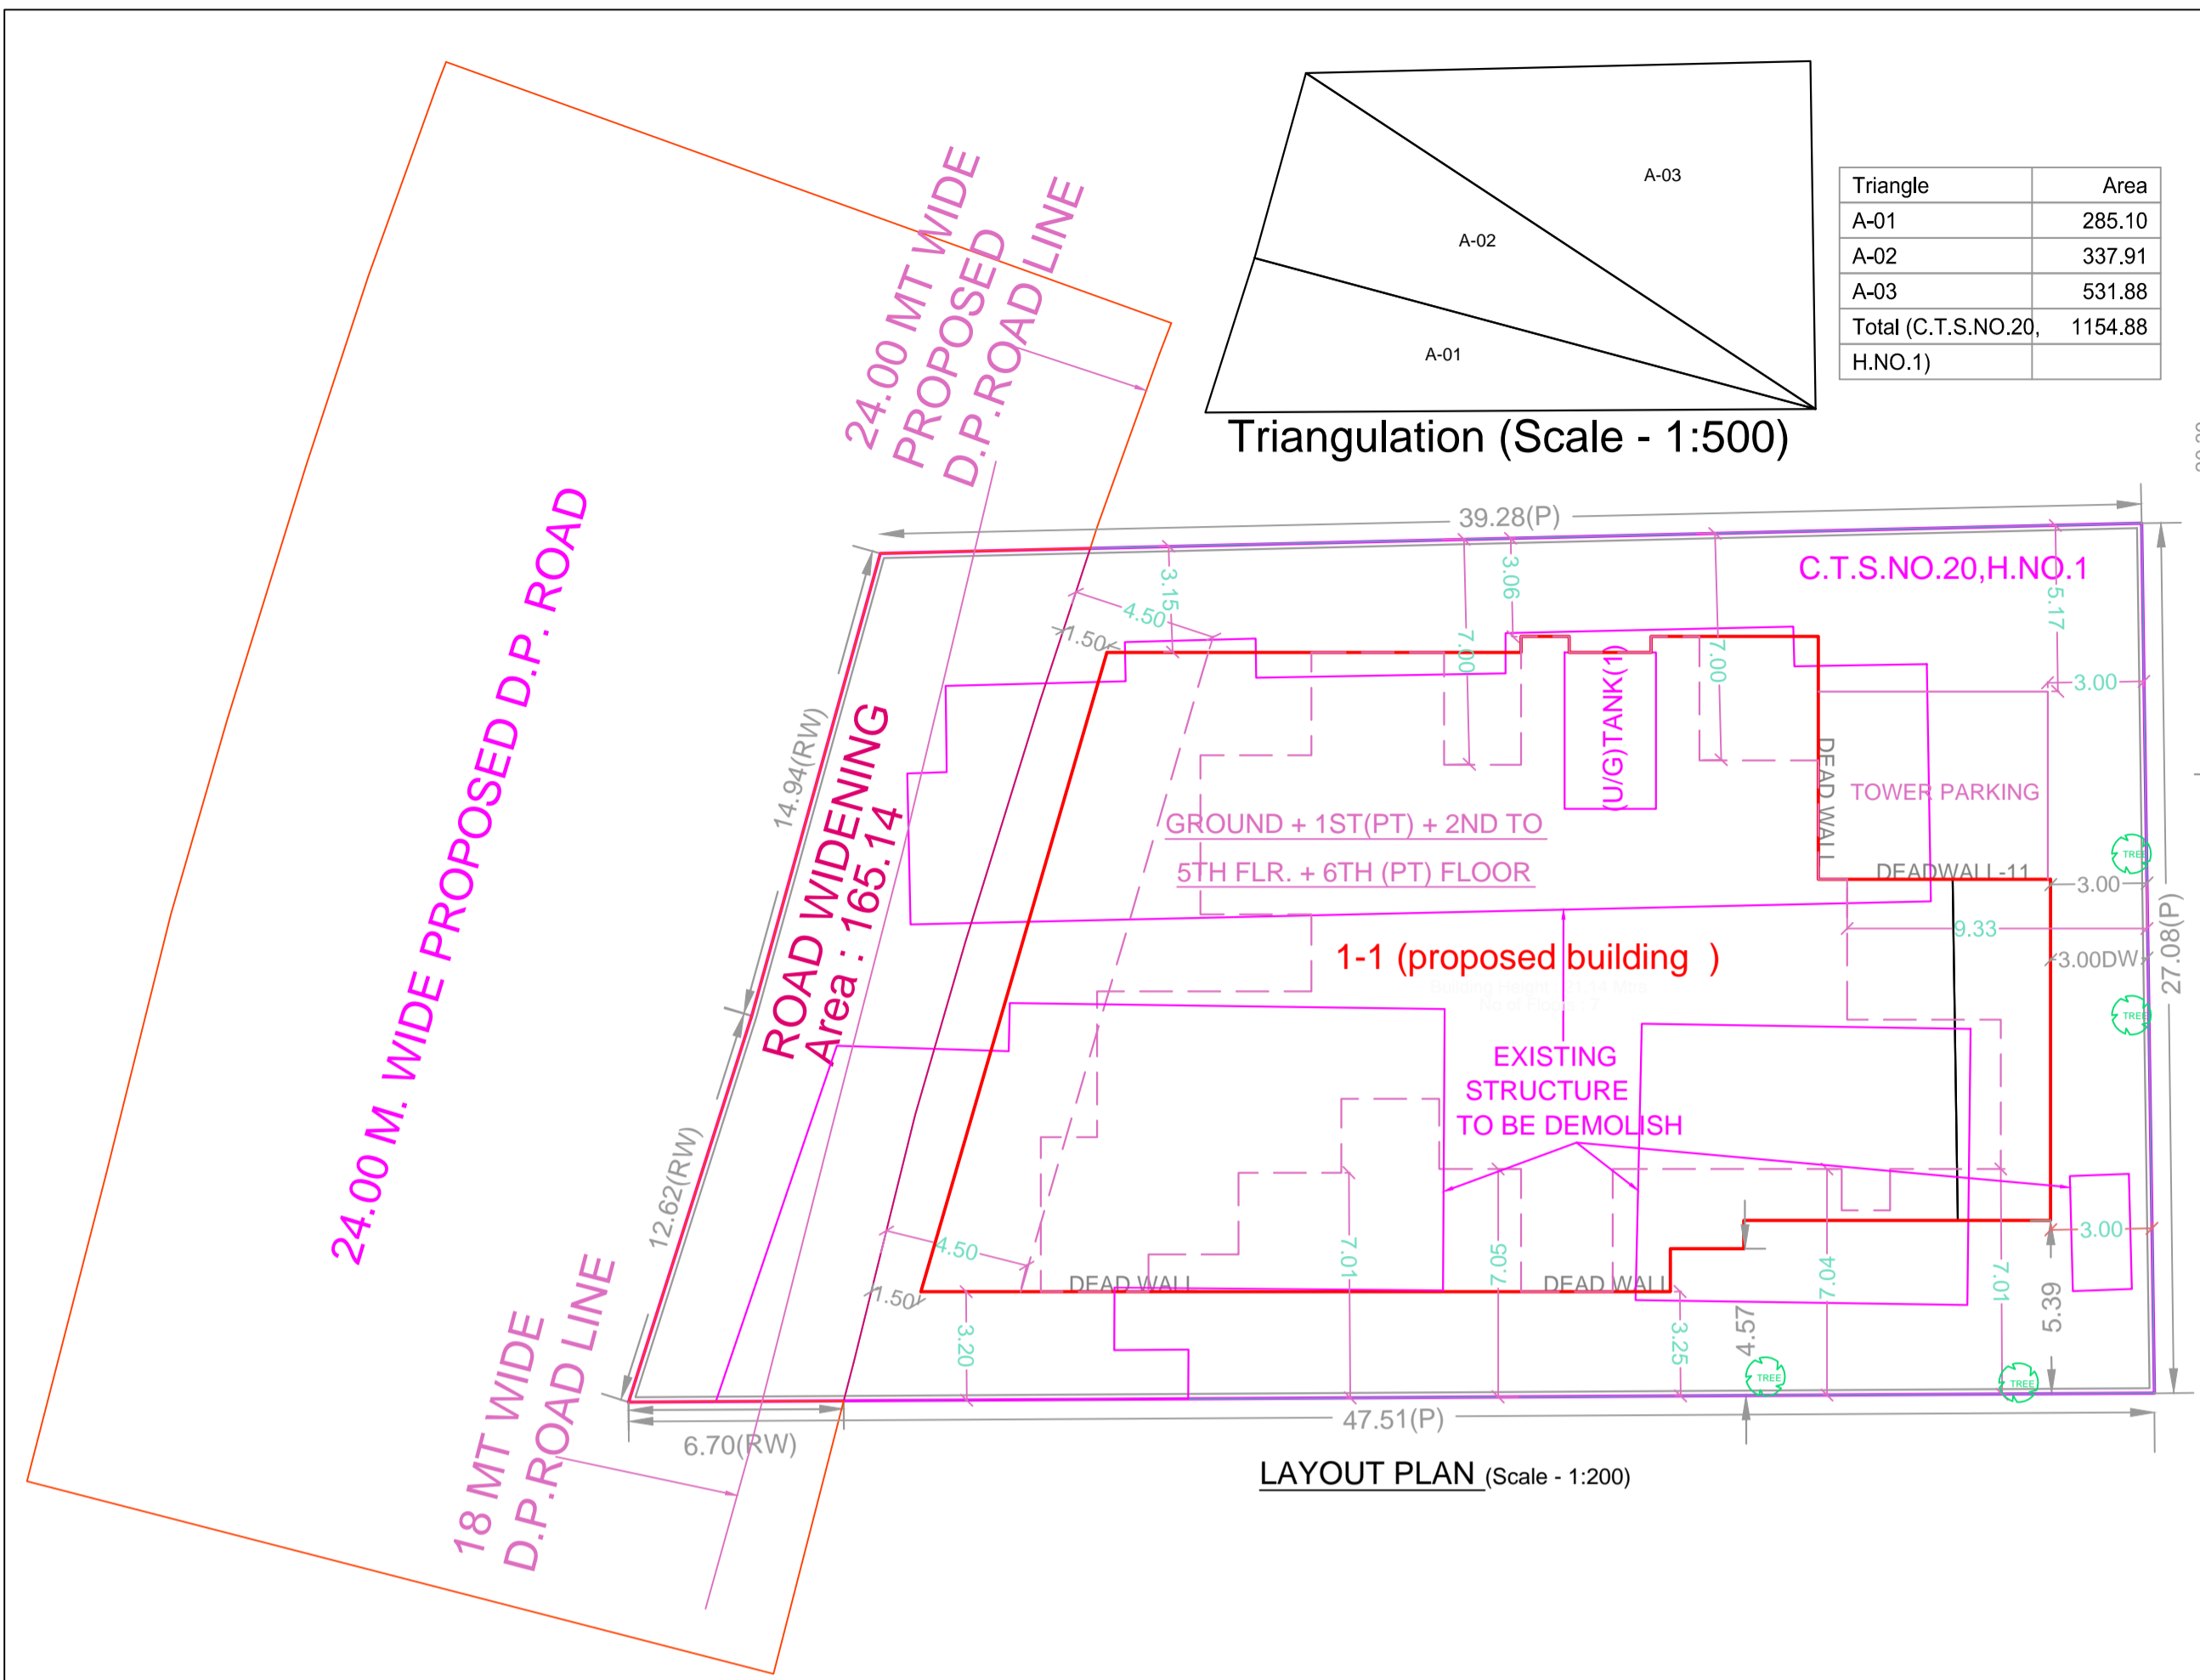 A-03
A-02
A-01
Triangulation (Scale - 1:500)
Triangle Area
A-01 285.10
A-02 337.91
A-03 531.88
Total (C.T.S.NO.20, 1154.88
H.NO.1)
24.00 MT WIDE
PROPOSED
D.P.ROAD LINE
24.00 M. WIDE PROPOSED D.P. ROAD
39.28(P)
C.T.S.NO.20,H.NO.1
3.15
3.06
5.17
4.50
1.50
7.00
7.00
3.00
(U/G)TANK(1)
14.94(RW)
ROAD WIDENING
Area : 165.14
DEAD WALL
TOWER PARKING
GROUND + 1ST(PT) + 2ND TO
5TH FLR. + 6TH (PT) FLOOR
TREE
DEADWALL-11
3.00
9.33
3.00DW
27.08(P)
1-1 (proposed building )
TREE
EXISTING
STRUCTURE
TO BE DEMOLISH
12.62(RW)
4.50
1.50
DEAD WALL
DEAD WALL
7.01
7.05
7.04
7.01
3.00
5.39
4.57
3.20
3.25
TREE
TREE
18 MT WIDE
D.P.ROAD LINE
6.70(RW)
47.51(P)
LAYOUT PLAN (Scale - 1:200)